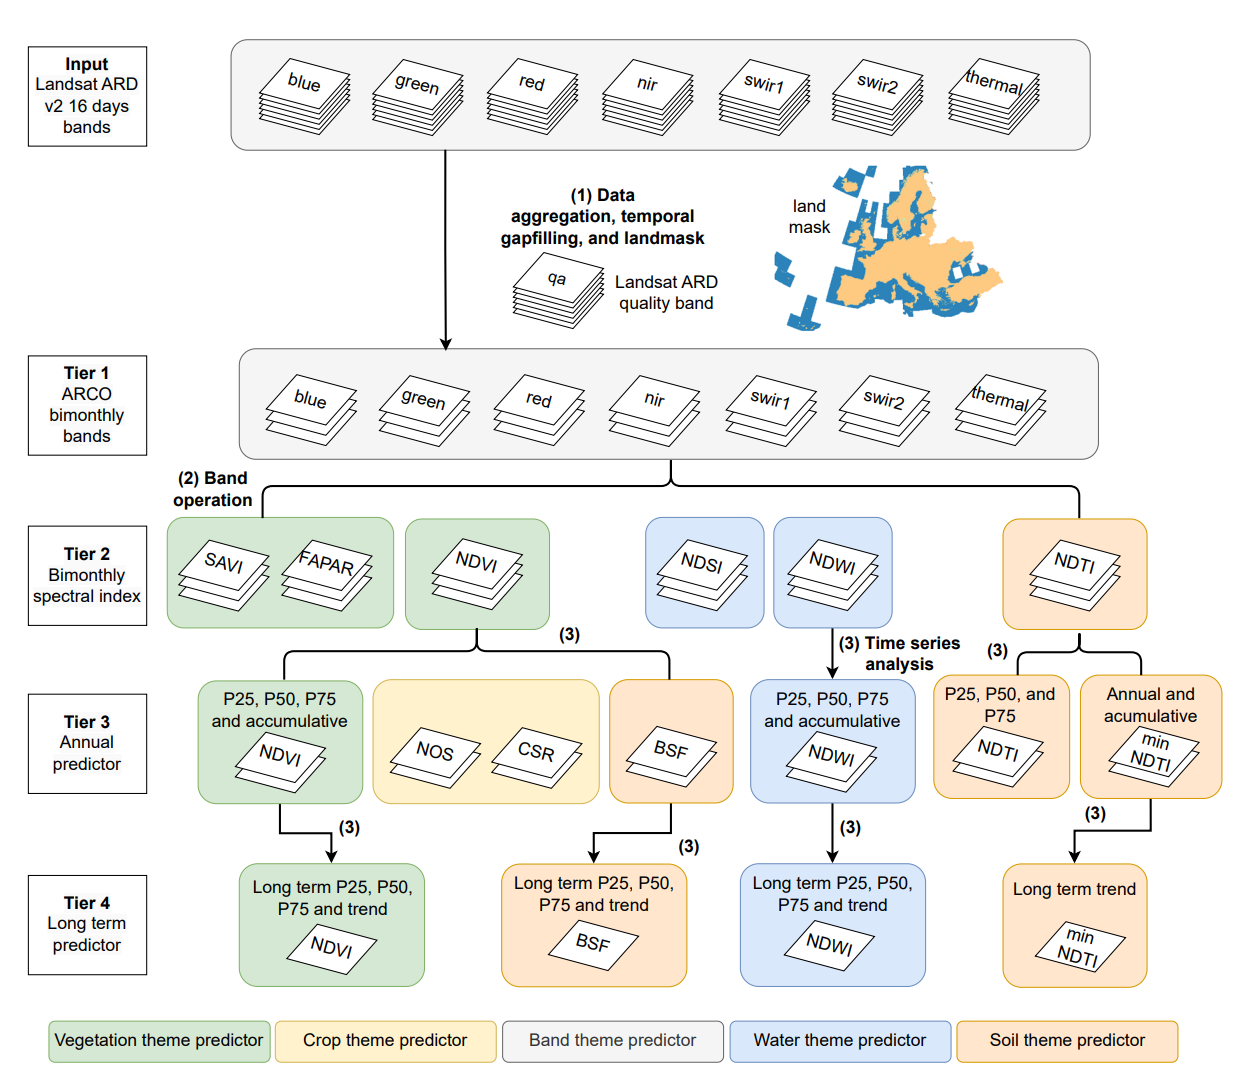 Input
Landsat ARD
v2 16 days
bands
blue
green
red
nir
swir1
swir2
thermal
(1) Data
aggregation, temporal
gapfilling, and landmask
qa
Landsat ARD
quality band
land
mask
Tier 1
ARCO
bimonthly
bands
blue
green
red
nir
swir1
swir2
thermal
(2) Band
operation
Tier 2
Bimonthly
spectral index
SAVI
FAPAR
NDVI
NDSI
NDWI
NDTI
(3)
(3) Time series
analysis
(3)
Tier 3
Annual
predictor
P25, P50, P75
and accumulative
NDVI
NOS
CSR
BSF
P25, P50, P75
and accumulative
NDWI
P25, P50, and
P75
NDTI
Annual and
acumulative
min
NDTI
(3)
(3)
(3)
(3)
Tier 4
Long term
predictor
Long term P25, P50,
P75 and trend
NDVI
Long term P25, P50,
P75 and trend
BSF
Long term P25, P50,
P75 and trend
NDWI
Long term trend
min
NDTI
Vegetation theme predictor
Crop theme predictor
Band theme predictor
Water theme predictor
Soil theme predictor